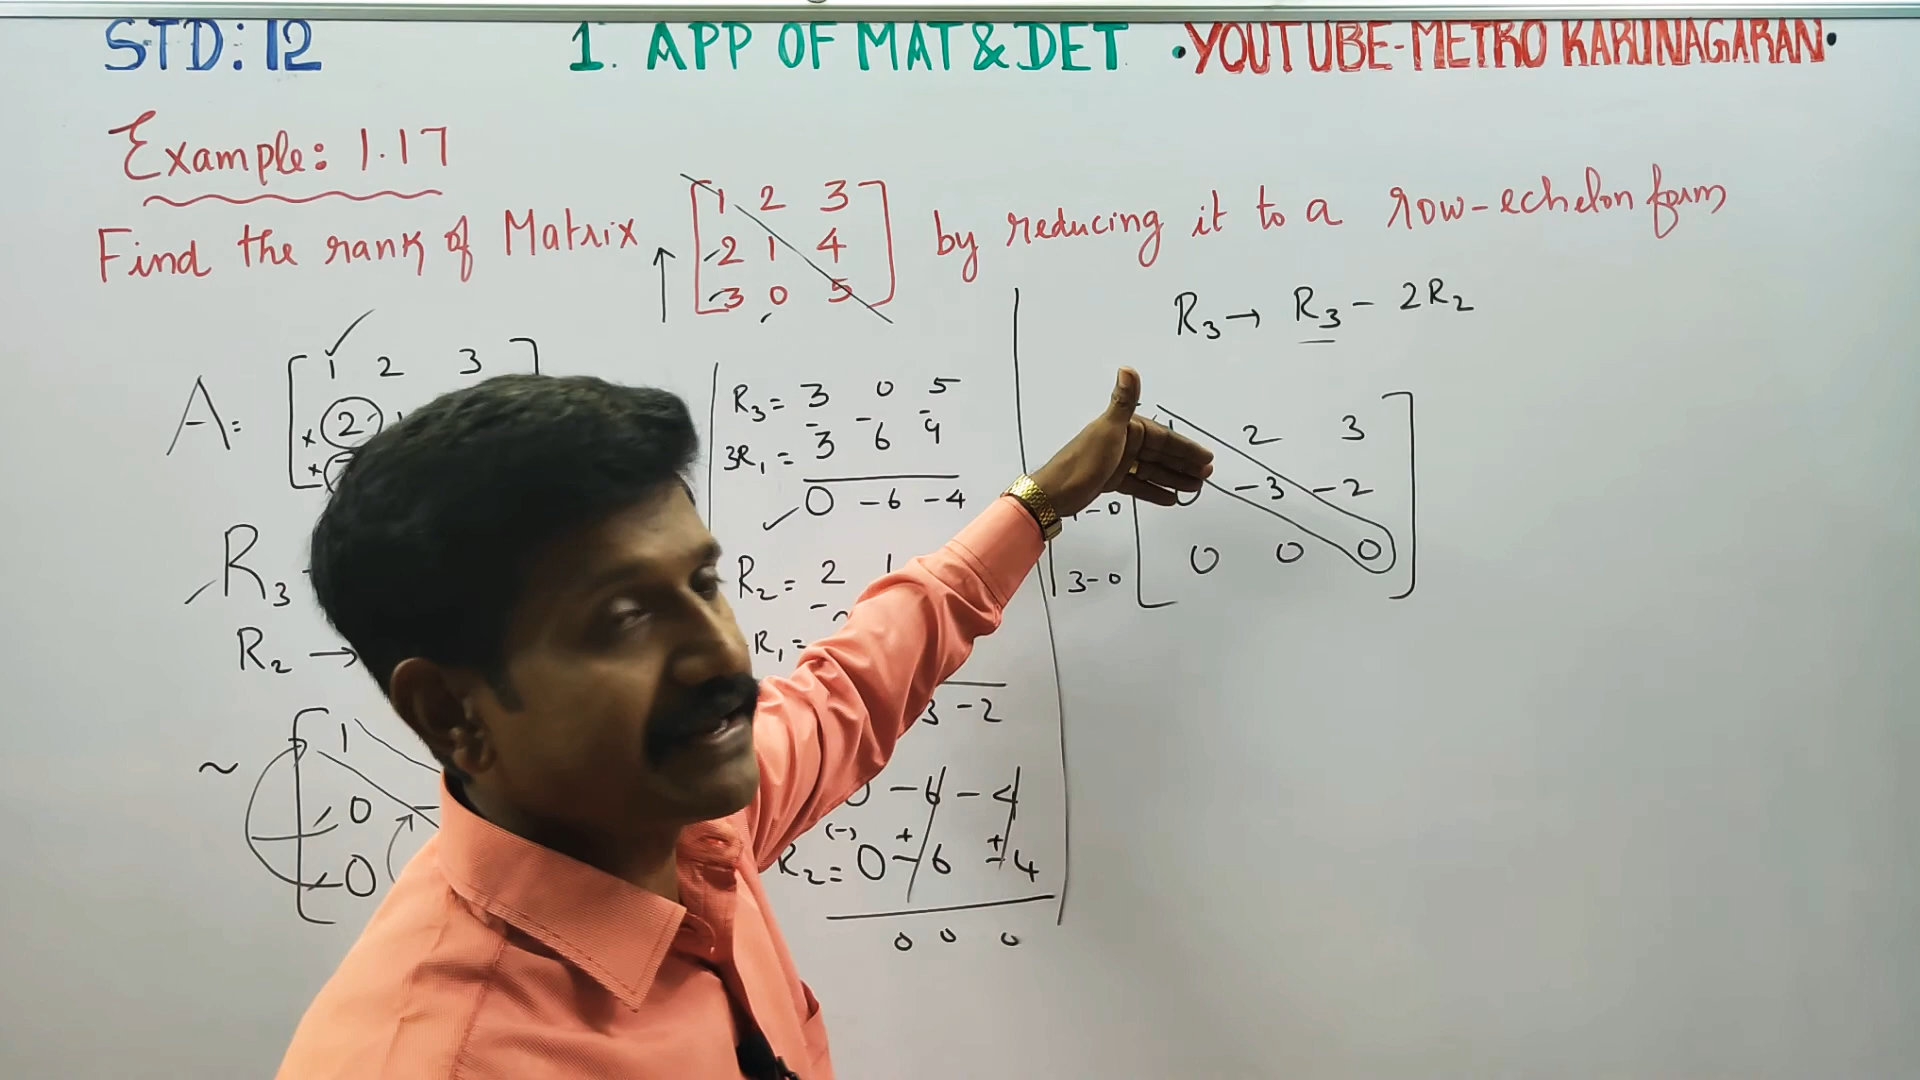 STD: 12
1. APP OF MAT & DET
•YOUTUBE-METRO KARUNAGARAN•
Example: 1.17
Find the rank of Matrix
1 2 3
2 1 4
3 0 5
by reducing it to a row-echelon form
A =
1 2 3
2
R3
R2 →
~
1
0
0
R3 = 3 0 5
3R1 = -3 -6 -9
0 -6 -4
R2 = 2 1
R1 =
3 -2
0 -6 -4
(-) + +
R2 = 0 -6 -4
0 0 0
R3 → R3 - 2R2
2 3
0 -3 -2
0 0 0
3-0